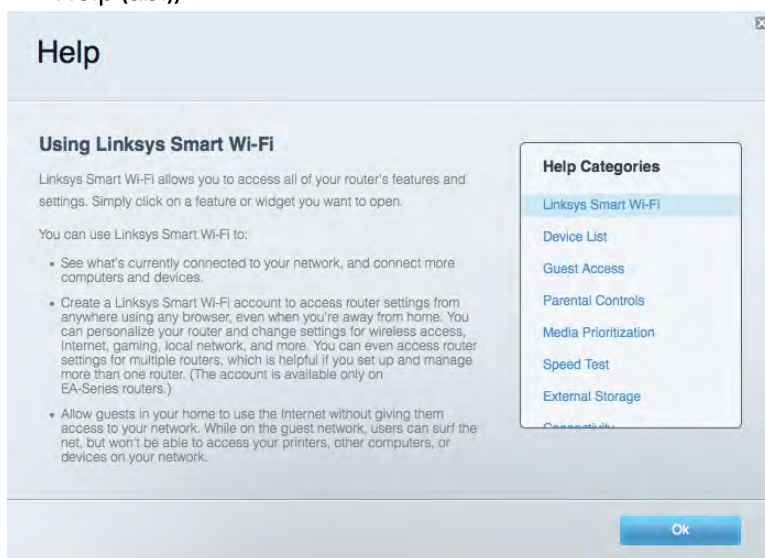 Help
Using Linksys Smart Wi-Fi
Linksys Smart Wi-Fi allows you to access all of your router's features and
settings. Simply click on a feature or widget you want to open.
You can use Linksys Smart Wi-Fi to:
• See what's currently connected to your network, and connect more
computers and devices.
• Create a Linksys Smart Wi-Fi account to access router settings from
anywhere using any browser, even when you're away from home. You
can personalize your router and change settings for wireless access,
Internet, gaming, local network, and more. You can even access router
settings for multiple routers, which is helpful if you set up and manage
more than one router. (The account is available only on
EA-Series routers.)
• Allow guests in your home to use the Internet without giving them
access to your network. While on the guest network, users can surf the
net, but won't be able to access your printers, other computers, or
devices on your network.
Help Categories
Linksys Smart Wi-Fi
Device List
Guest Access
Parental Controls
Media Prioritization
Speed Test
External Storage
Connectivity
Ok